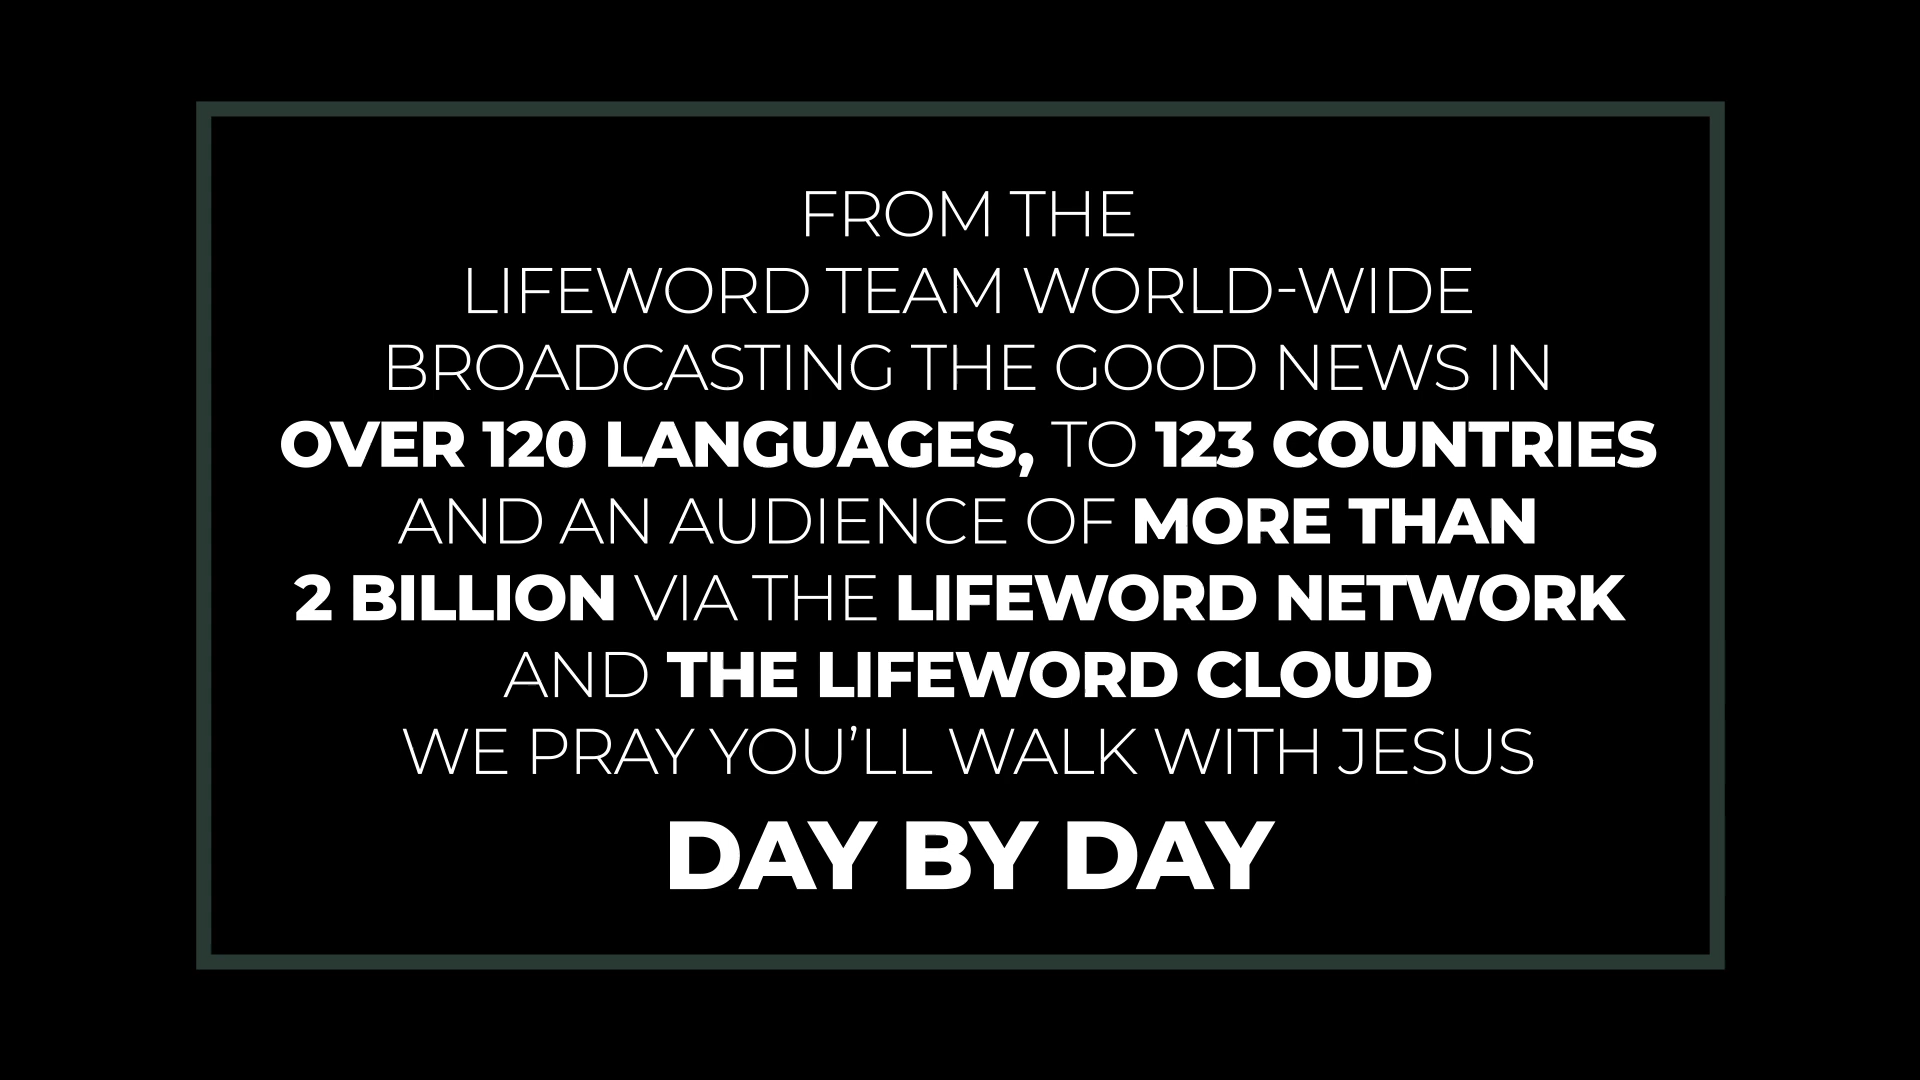 FROM THE
LIFEWORD TEAM WORLD-WIDE
BROADCASTING THE GOOD NEWS IN
OVER 120 LANGUAGES, TO 123 COUNTRIES
AND AN AUDIENCE OF MORE THAN
2 BILLION VIA THE LIFEWORD NETWORK
AND THE LIFEWORD CLOUD
WE PRAY YOU’LL WALK WITH JESUS
DAY BY DAY